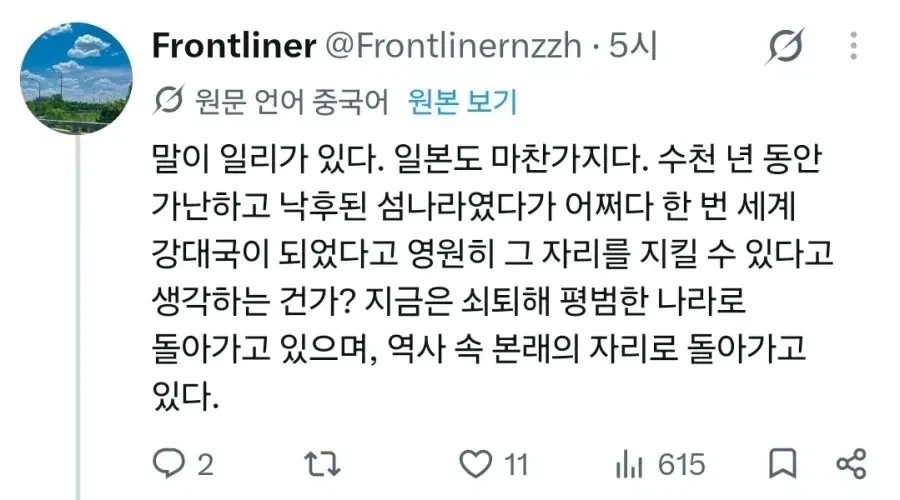 Frontliner @Frontlinernzzh · 5시
원문 언어 중국어 원본 보기
말이 일리가 있다. 일본도 마찬가지다. 수천 년 동안
가난하고 낙후된 섬나라였다가 어쩌다 한 번 세계
강대국이 되었다고 영원히 그 자리를 지킬 수 있다고
생각하는 건가? 지금은 쇠퇴해 평범한 나라로
돌아가고 있으며, 역사 속 본래의 자리로 돌아가고
있다.
2 11 615